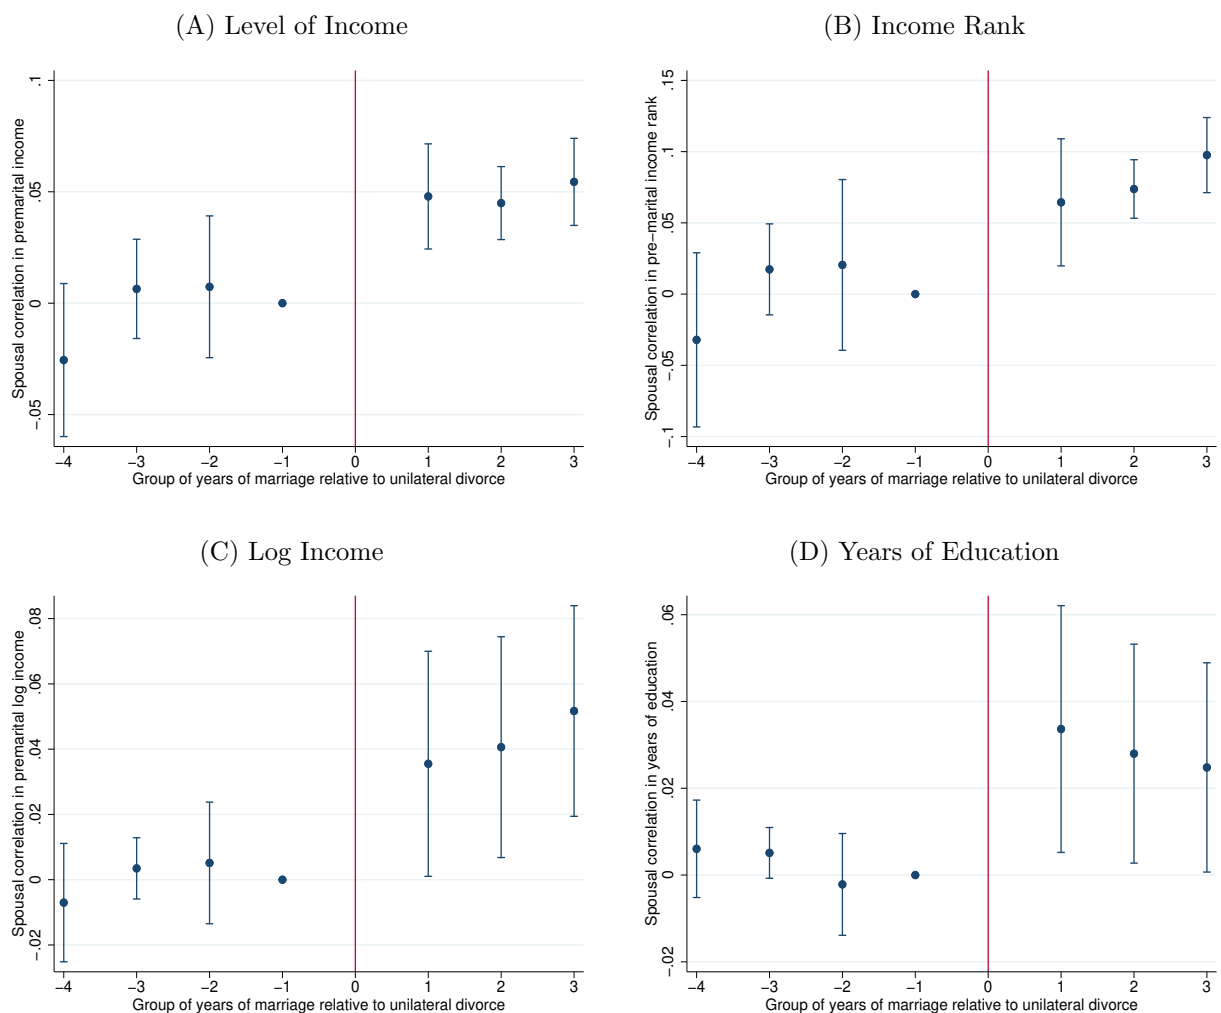 (A) Level of Income
Spousal correlation in premarital income
.1
.05
0
-.05
-4 -3 -2 -1 0 1 2 3
Group of years of marriage relative to unilateral divorce
(B) Income Rank
Spousal correlation in pre-marital income rank
.15
.1
.05
0
-.05
-.1
-4 -3 -2 -1 0 1 2 3
Group of years of marriage relative to unilateral divorce
(C) Log Income
Spousal correlation in premarital log income
.08
.06
.04
.02
0
-.02
-4 -3 -2 -1 0 1 2 3
Group of years of marriage relative to unilateral divorce
(D) Years of Education
Spousal correlation in years of education
.06
.04
.02
0
-.02
-4 -3 -2 -1 0 1 2 3
Group of years of marriage relative to unilateral divorce